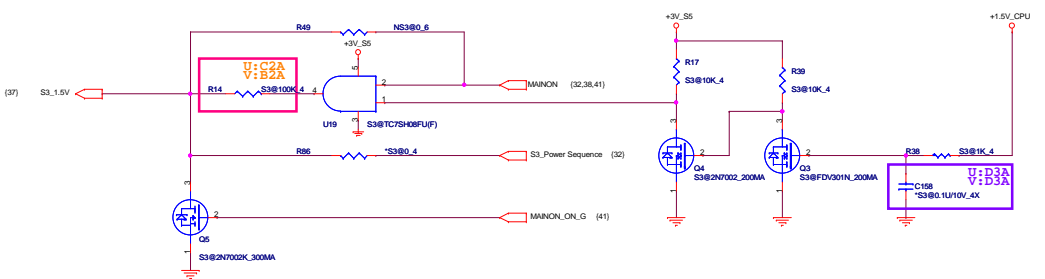 R49
NS3@0_6
+3V_S5
+3V_S5
+1.5V_CPU
U:C2A
V:B2A
R14
S3@100K_4
(37)
S3_1.5V
5
4
2
1
3
U19
S3@TC7SH08FU(F)
MAINON
(32,38,41)
R17
S3@10K_4
R39
S3@10K_4
R86
*S3@0_4
S3_Power Sequence
(32)
3
2
1
Q4
S3@2N7002_200MA
3
2
1
Q3
S3@FDV301N_200MA
R38
S3@1K_4
U:D3A
V:D3A
C158
*S3@0.1U/10V_4X
3
2
1
Q5
S3@2N7002K_300MA
MAINON_ON_G
(41)